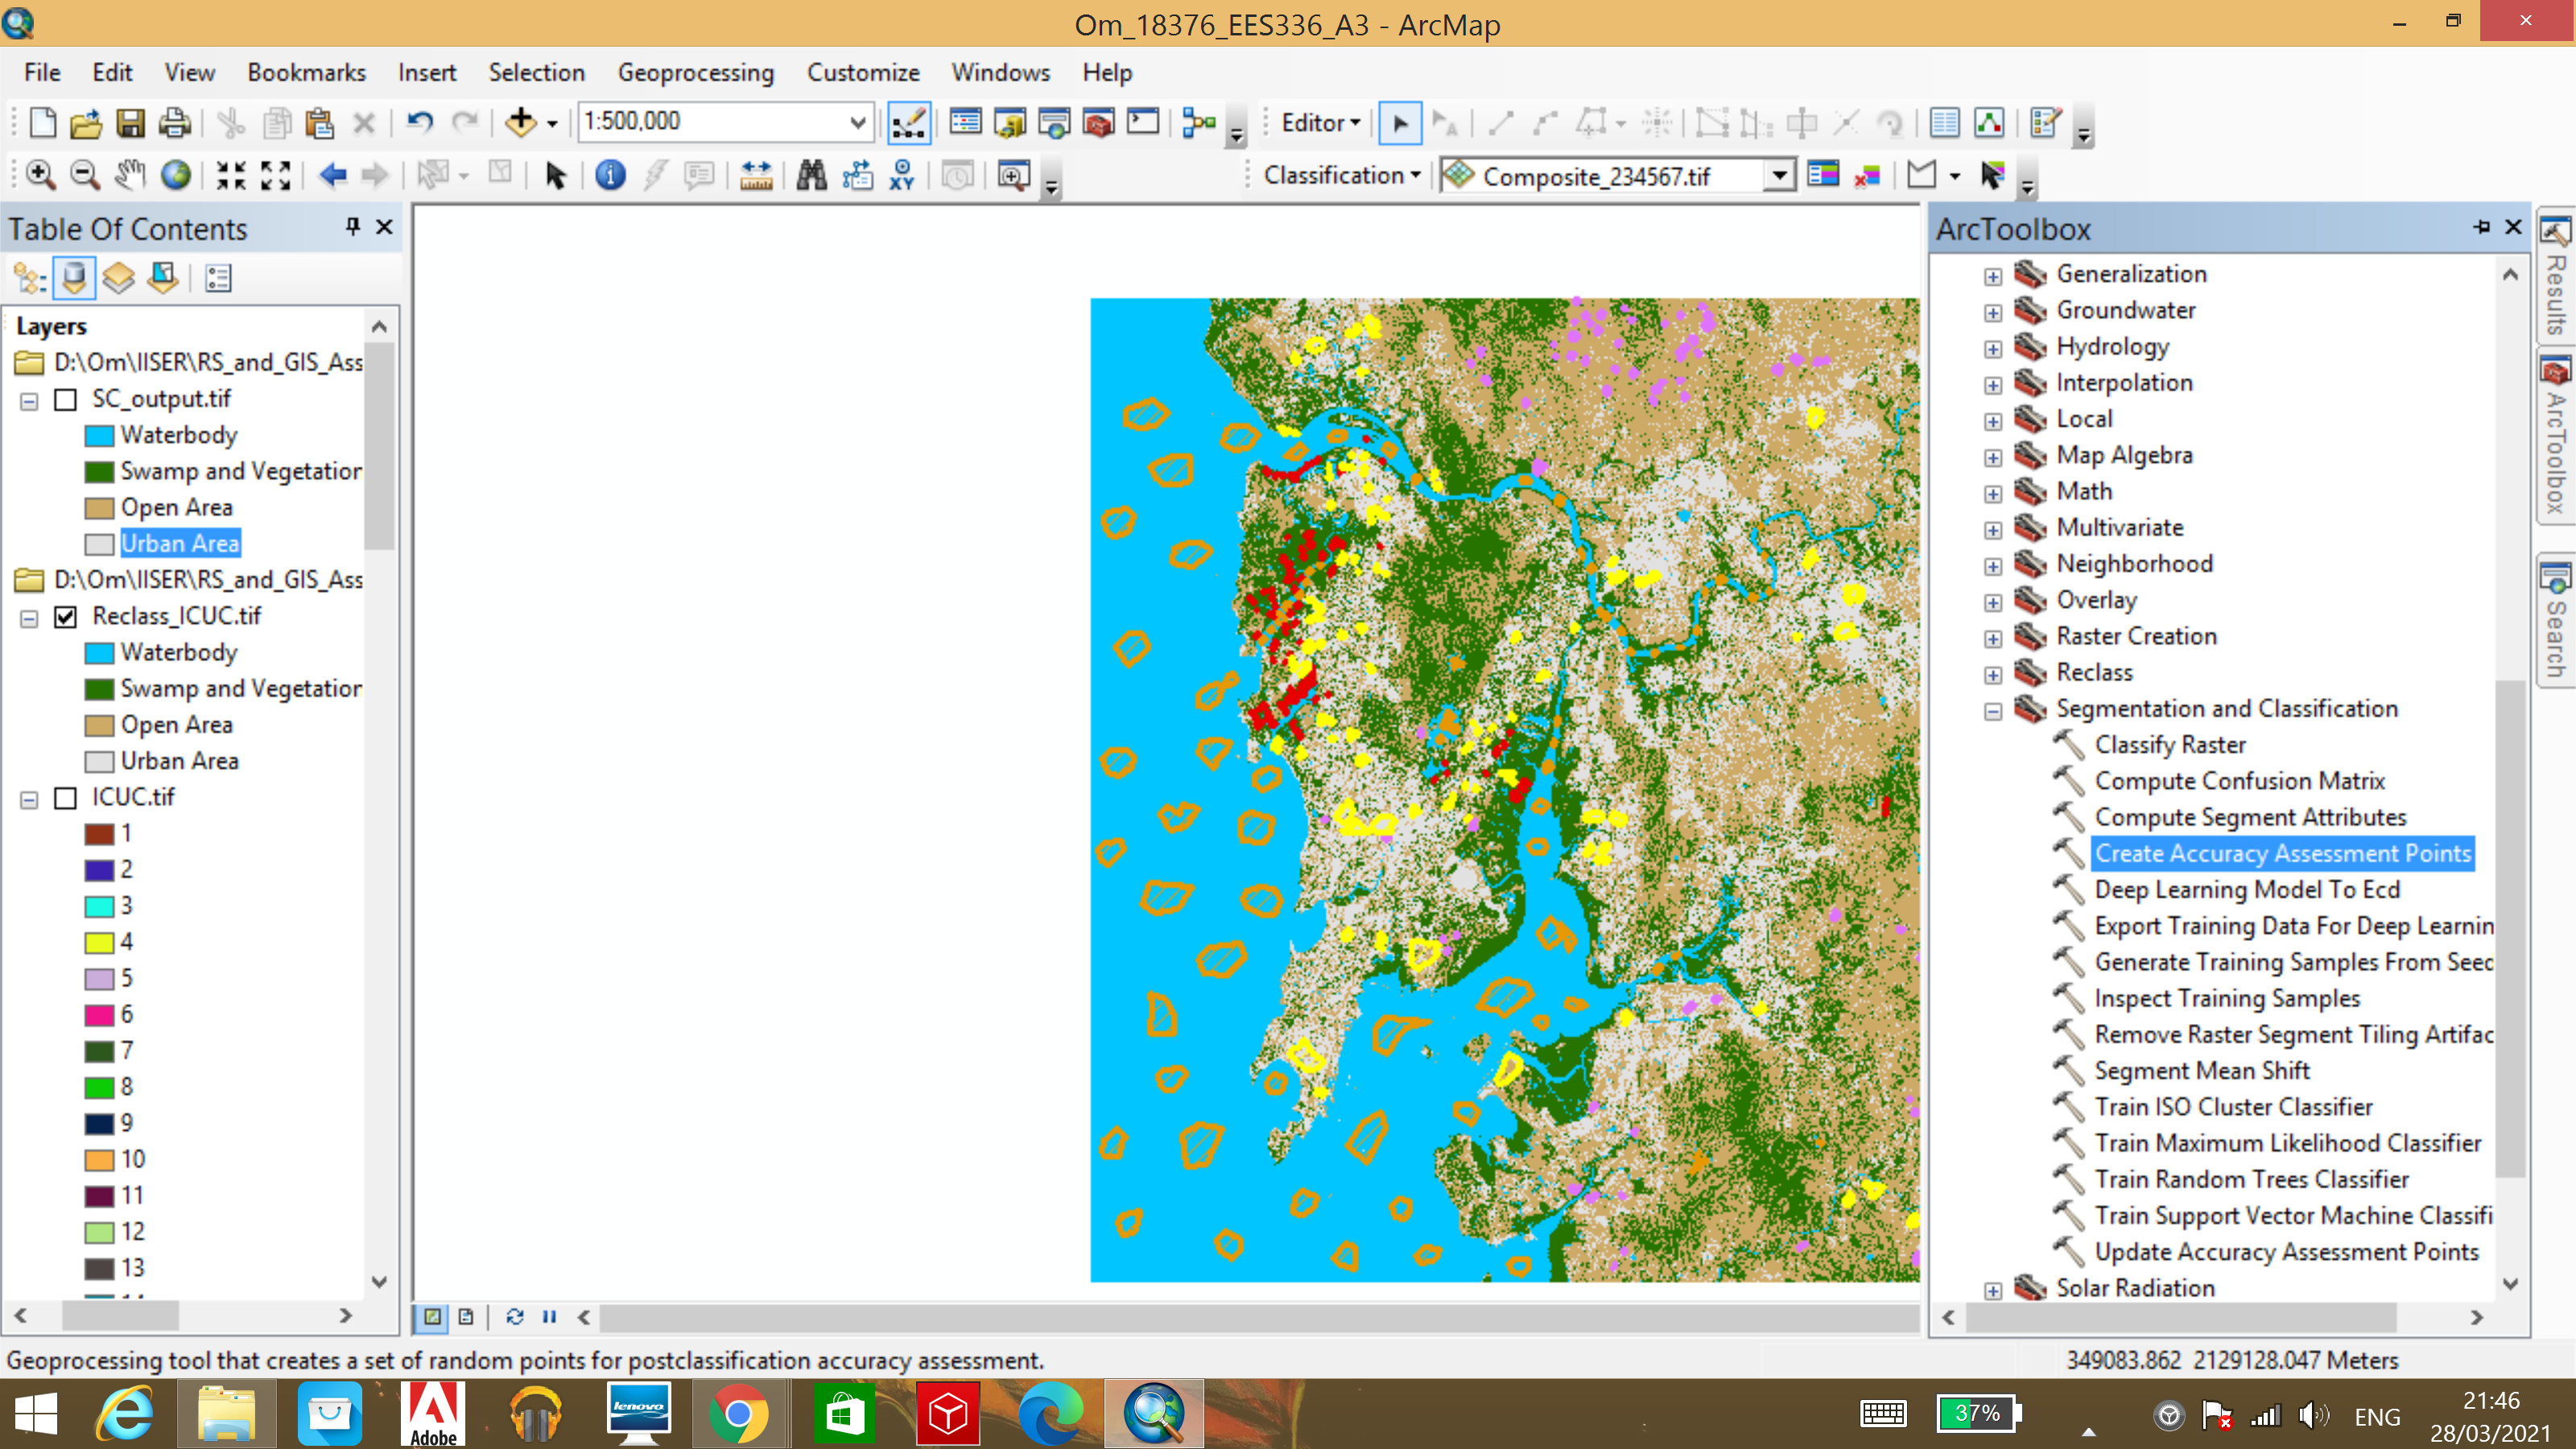 Om_18376_EES336_A3 - ArcMap
File Edit View Bookmarks Insert Selection Geoprocessing Customize Windows Help
1:500,000
Editor
Classification
Composite_234567.tif
Table Of Contents
Layers
D:\Om\IISER\RS_and_GIS_Ass
SC_output.tif
Waterbody
Swamp and Vegetation
Open Area
Urban Area
D:\Om\IISER\RS_and_GIS_Ass
Reclass_ICUC.tif
Waterbody
Swamp and Vegetation
Open Area
Urban Area
ICUC.tif
1
2
3
4
5
6
7
8
9
10
11
12
13
ArcToolbox
Generalization
Groundwater
Hydrology
Interpolation
Local
Map Algebra
Math
Multivariate
Neighborhood
Overlay
Raster Creation
Reclass
Segmentation and Classification
Classify Raster
Compute Confusion Matrix
Compute Segment Attributes
Create Accuracy Assessment Points
Deep Learning Model To Ecd
Export Training Data For Deep Learnin
Generate Training Samples From Seed
Inspect Training Samples
Remove Raster Segment Tiling Artifac
Segment Mean Shift
Train ISO Cluster Classifier
Train Maximum Likelihood Classifier
Train Random Trees Classifier
Train Support Vector Machine Classifi
Update Accuracy Assessment Points
Solar Radiation
Results
ArcToolbox
Search
Geoprocessing tool that creates a set of random points for postclassification accuracy assessment.
349083.862 2129128.047 Meters
Adobe
lenovo
37%
ENG
21:46
28/03/2021